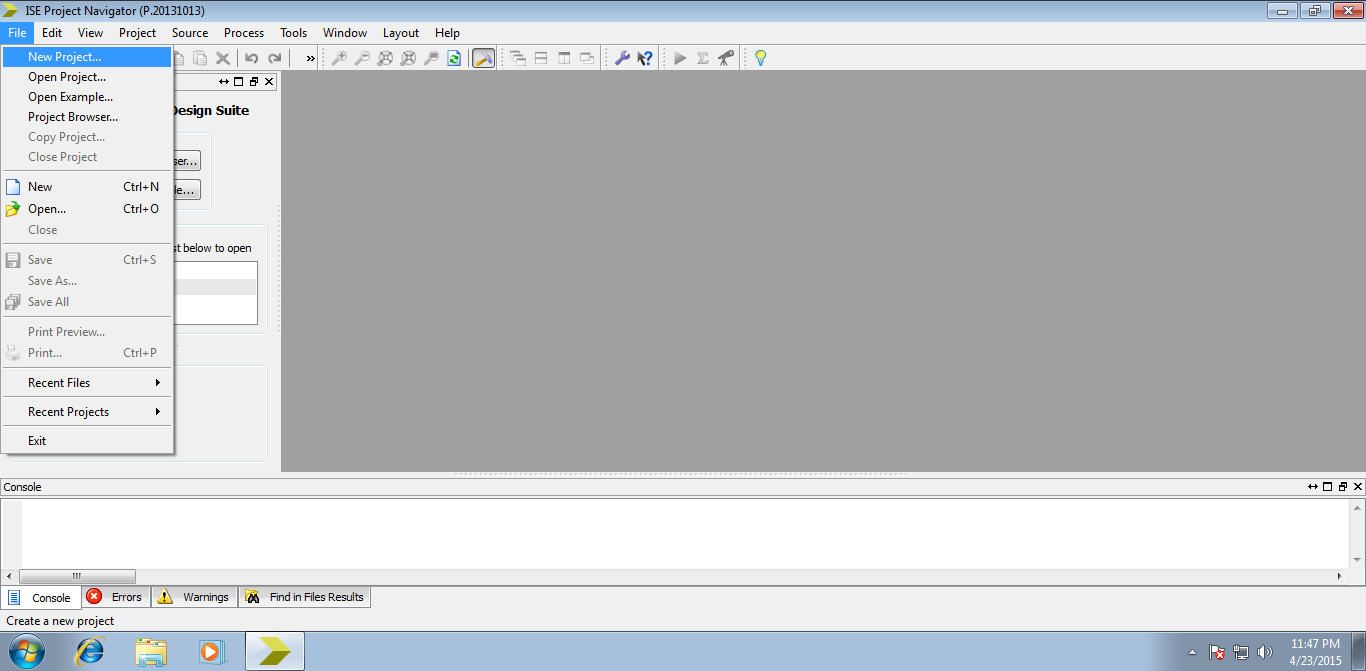 ISE Project Navigator (P.20131013)
File Edit View Project Source Process Tools Window Layout Help
New Project...
Open Project...
Open Example...
Project Browser...
Copy Project...
Close Project
New Ctrl+N
Open... Ctrl+O
Close
Save Ctrl+S
Save As...
Save All
Print Preview...
Print... Ctrl+P
Recent Files
Recent Projects
Exit
»
Design Suite
ser...
le...
st below to open
Console
Console Errors Warnings Find in Files Results
Create a new project
11:47 PM
4/23/2015